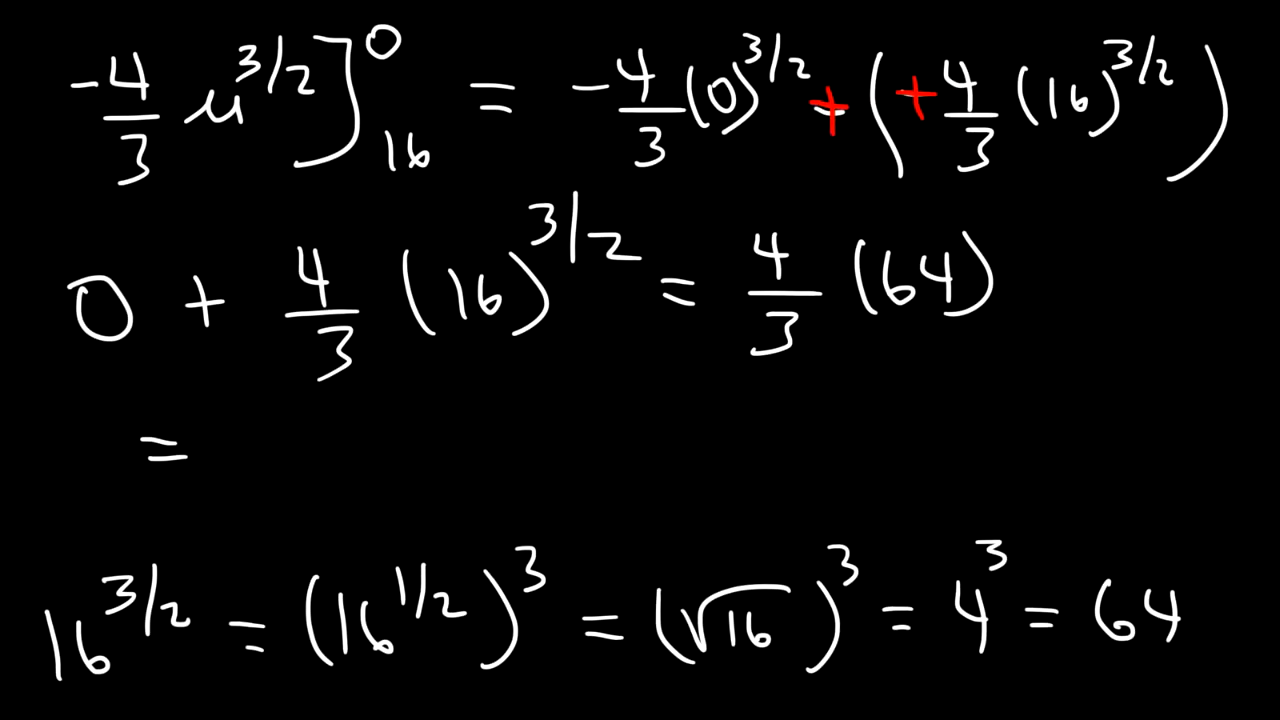 -4/3 u^{3/2}]_{16}^{0} = -4/3 (0)^{3/2} + (+4/3 (16)^{3/2})
0 + 4/3 (16)^{3/2} = 4/3 (64)
=
16^{3/2} = (16^{1/2})^3 = (√16)^3 = 4^3 = 64